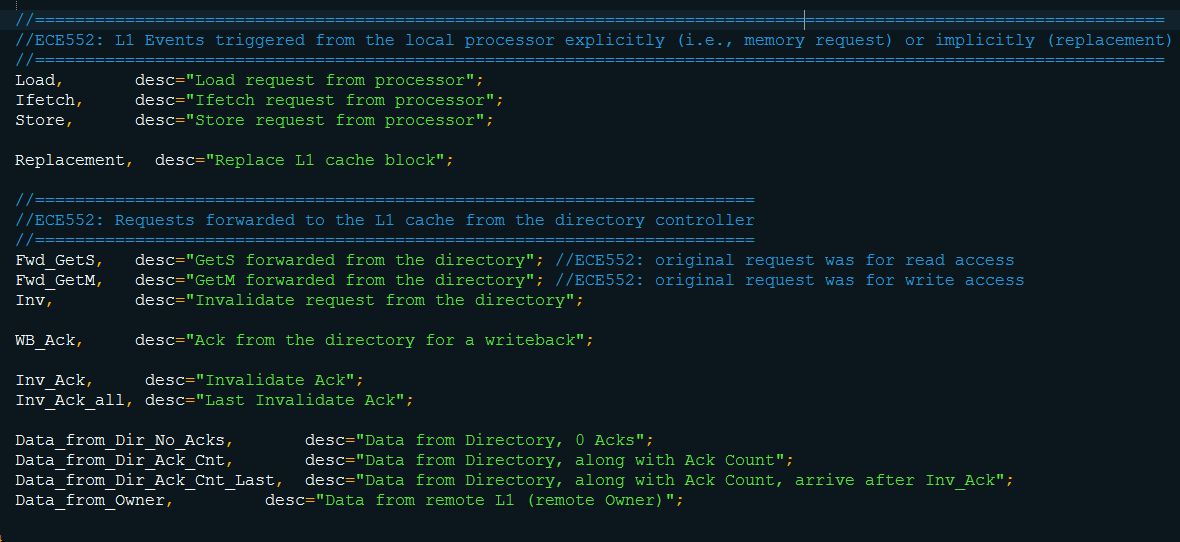 //=================================================================================================================
//ECE552: L1 Events triggered from the local processor explicitly (i.e., memory request) or implicitly (replacement)
//=================================================================================================================
Load,       desc="Load request from processor";
Ifetch,     desc="Ifetch request from processor";
Store,      desc="Store request from processor";
Replacement,  desc="Replace L1 cache block";
//========================================================================
//ECE552: Requests forwarded to the L1 cache from the directory controller
//========================================================================
Fwd_GetS,   desc="GetS forwarded from the directory"; //ECE552: original request was for read access
Fwd_GetM,   desc="GetM forwarded from the directory"; //ECE552: original request was for write access
Inv,        desc="Invalidate request from the directory";
WB_Ack,     desc="Ack from the directory for a writeback";
Inv_Ack,     desc="Invalidate Ack";
Inv_Ack_all, desc="Last Invalidate Ack";
Data_from_Dir_No_Acks,       desc="Data from Directory, 0 Acks";
Data_from_Dir_Ack_Cnt,       desc="Data from Directory, along with Ack Count";
Data_from_Dir_Ack_Cnt_Last,  desc="Data from Directory, along with Ack Count, arrive after Inv_Ack";
Data_from_Owner,         desc="Data from remote L1 (remote Owner)";